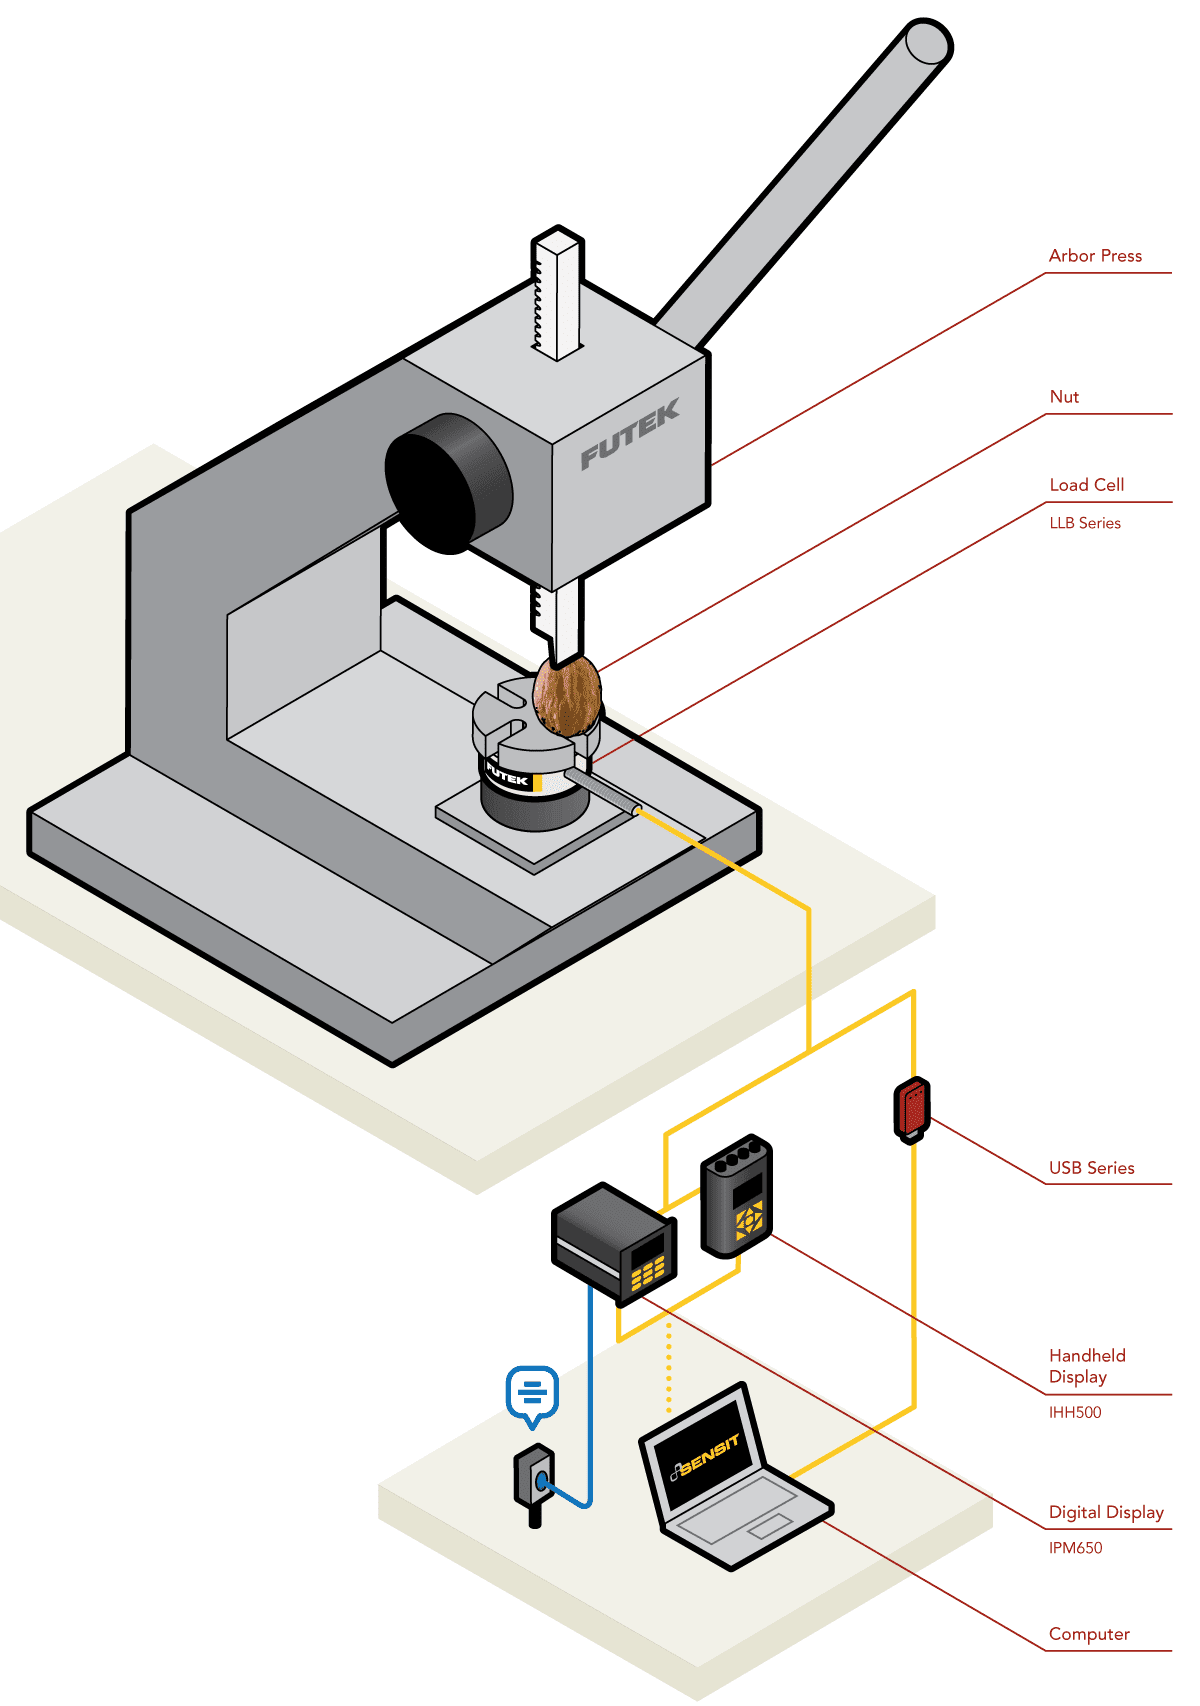 Arbor Press
FUTEK
Nut
Load Cell
LLB Series
FUTEK
USB Series
Handheld
Display
IHH500
SENSIT
Digital Display
IPM650
Computer